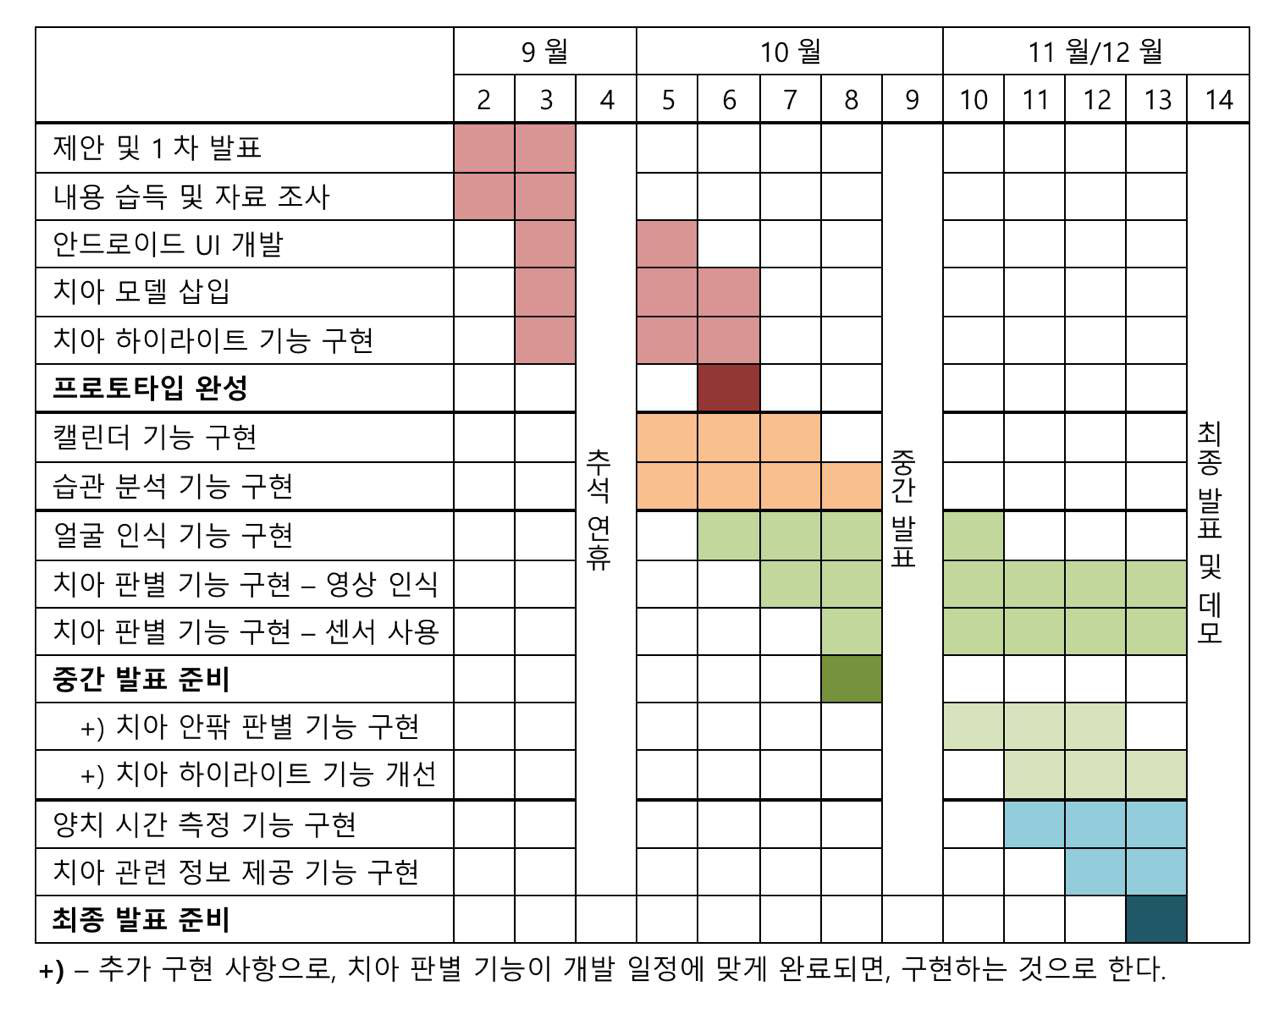 9 월 10 월 11 월/12 월
2 3 4 5 6 7 8 9 10 11 12 13 14
제안 및 1 차 발표
내용 습득 및 자료 조사
안드로이드 UI 개발
치아 모델 삽입
치아 하이라이트 기능 구현
프로토타입 완성
캘린더 기능 구현
습관 분석 기능 구현
얼굴 인식 기능 구현
치아 판별 기능 구현 – 영상 인식
치아 판별 기능 구현 – 센서 사용
중간 발표 준비
+) 치아 안팎 판별 기능 구현
+) 치아 하이라이트 기능 개선
양치 시간 측정 기능 구현
치아 관련 정보 제공 기능 구현
최종 발표 준비
추석 연휴
중간 발표
최종 발표 및 데모
+) – 추가 구현 사항으로, 치아 판별 기능이 개발 일정에 맞게 완료되면, 구현하는 것으로 한다.